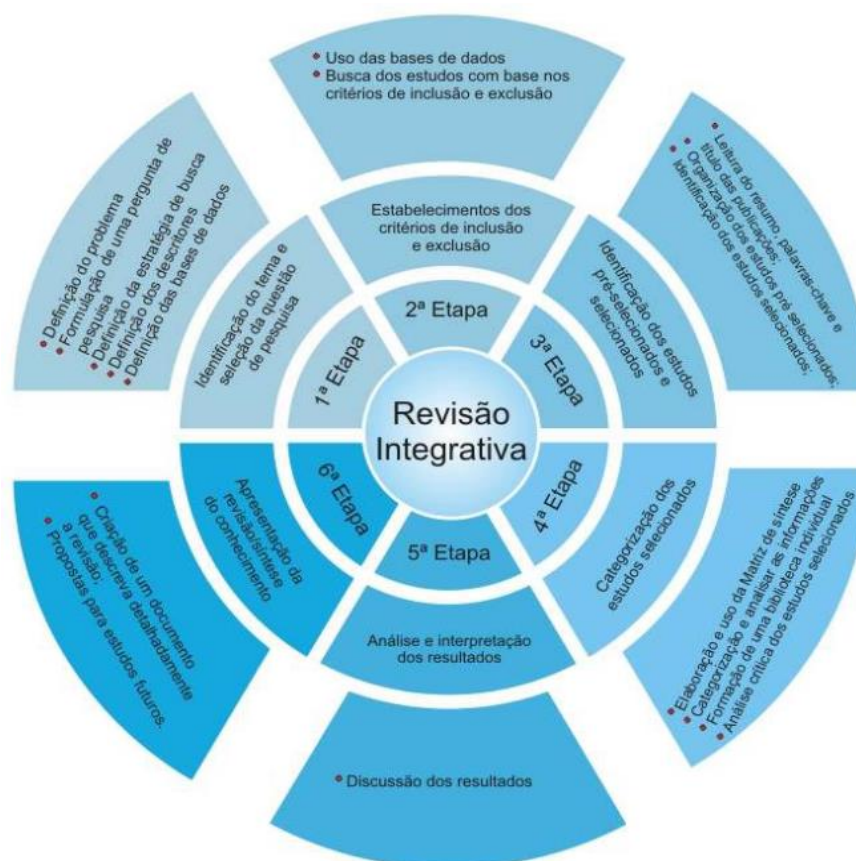 Revisão
Integrativa
1ª Etapa
Identificação do tema e
seleção da questão
de pesquisa
Definição do problema
Formulação de uma pergunta de
pesquisa
Definição da estratégia de busca
Definição dos descritores
Definição das bases de dados
2ª Etapa
Estabelecimentos dos
critérios de inclusão
e exclusão
Uso das bases de dados
Busca dos estudos com base nos
critérios de inclusão e exclusão
3ª Etapa
Identificação dos estudos
pré-selecionados e
selecionados
Leitura do resumo, palavras-chave e
título das publicações;
Organização dos estudos pré selecionados;
Identificação dos estudos selecionados;
4ª Etapa
Categorização dos
estudos selecionados
Elaboração e uso da Matriz de síntese
Categorização e analisar as informações
Formação de uma biblioteca individual
Análise critica dos estudos selecionados
5ª Etapa
Análise e interpretação
dos resultados
Discussão dos resultados
6ª Etapa
Apresentação da
revisão/síntese
do conhecimento
Criação de um documento
que descreva detalhadamente
a revisão;
Propostas para estudos futuros.